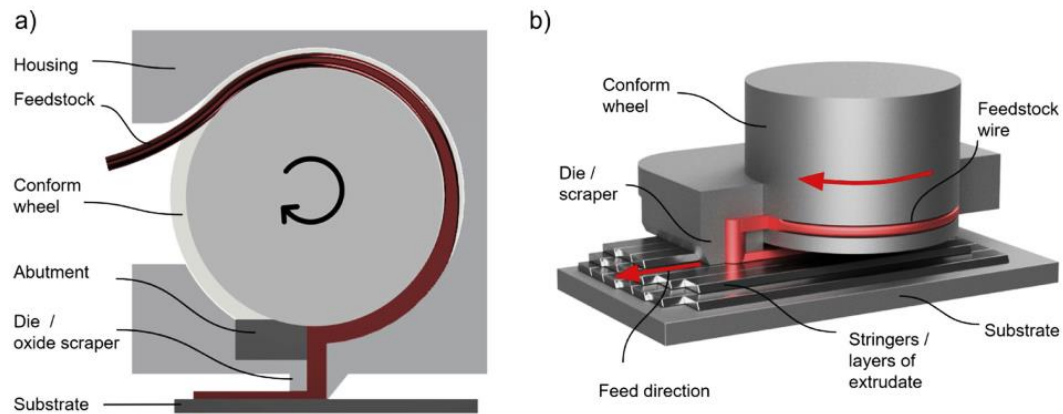 a)
Housing
Feedstock
Conform
wheel
Abutment
Die /
oxide scraper
Substrate
b)
Conform
wheel
Feedstock
wire
Die /
scraper
Substrate
Stringers /
layers of
extrudate
Feed direction